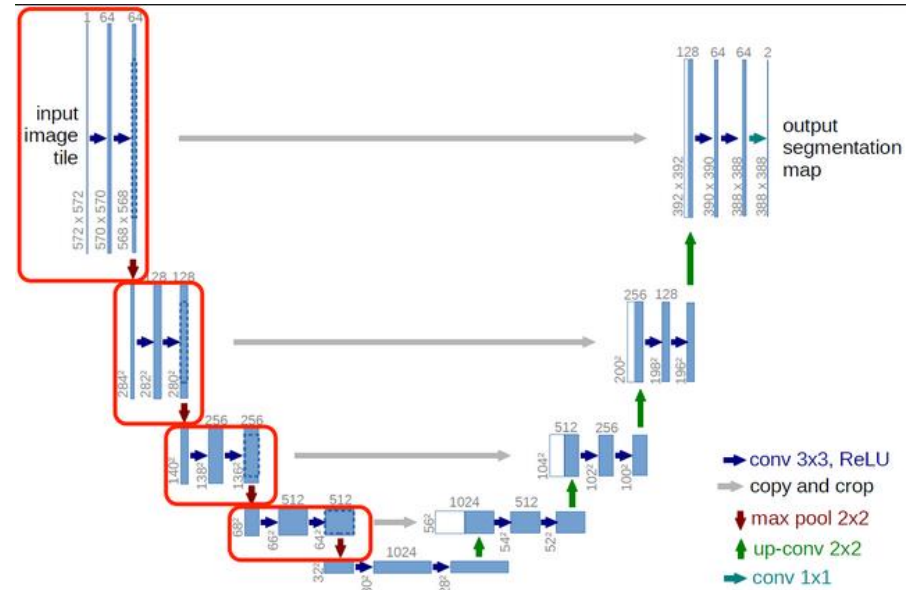 1 64 64
input
image
tile
572 x 572
570 x 570
568 x 568
128 64 64 2
output
segmentation
map
392 x 392
390 x 390
388 x 388
388 x 388
128 128
284²
282²
280²
256 128
200²
198²
196²
256 256
140²
138²
136²
512 256
104²
102²
100²
512 512
68²
66²
64²
1024 512
56²
54²
52²
1024
32²
30²
28²
28²
conv 3x3, ReLU
copy and crop
max pool 2x2
up-conv 2x2
conv 1x1